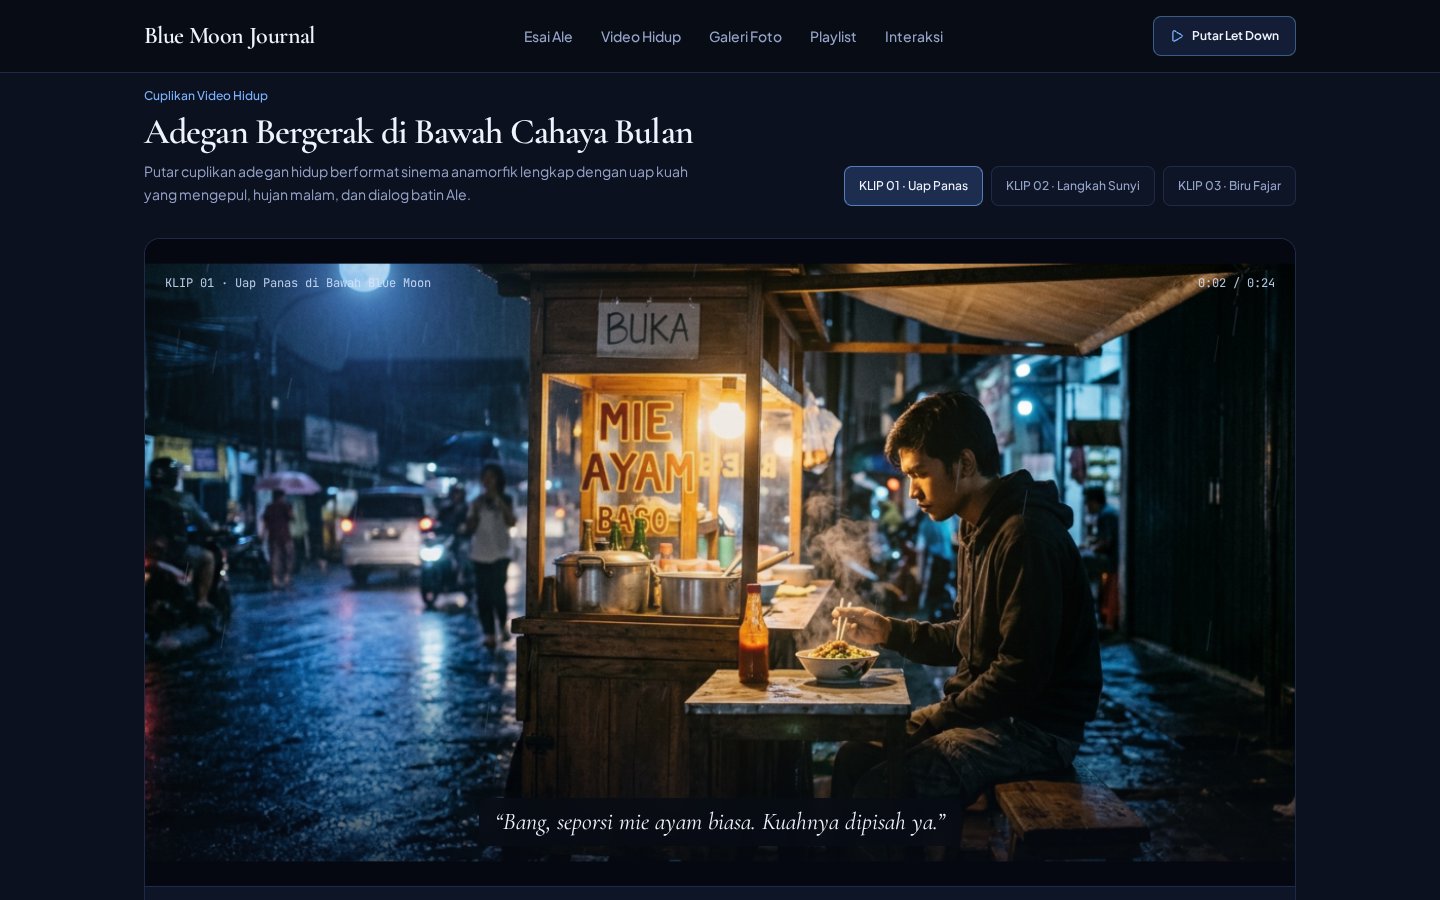 Blue Moon Journal
Esai Ale
Video Hidup
Galeri Foto
Playlist
Interaksi
Putar Let Down
Cuplikan Video Hidup
Adegan Bergerak di Bawah Cahaya Bulan
Putar cuplikan adegan hidup berformat sinema anamorfik lengkap dengan uap kuah
yang mengepul, hujan malam, dan dialog batin Ale.
KLIP 01 · Uap Panas
KLIP 02 · Langkah Sunyi
KLIP 03 · Biru Fajar
KLIP 01 · Uap Panas di Bawah Blue Moon
0:02 / 0:24
BUKA
MIE
AYAM
BASO
“Bang, seporsi mie ayam biasa. Kuahnya dipisah ya.”